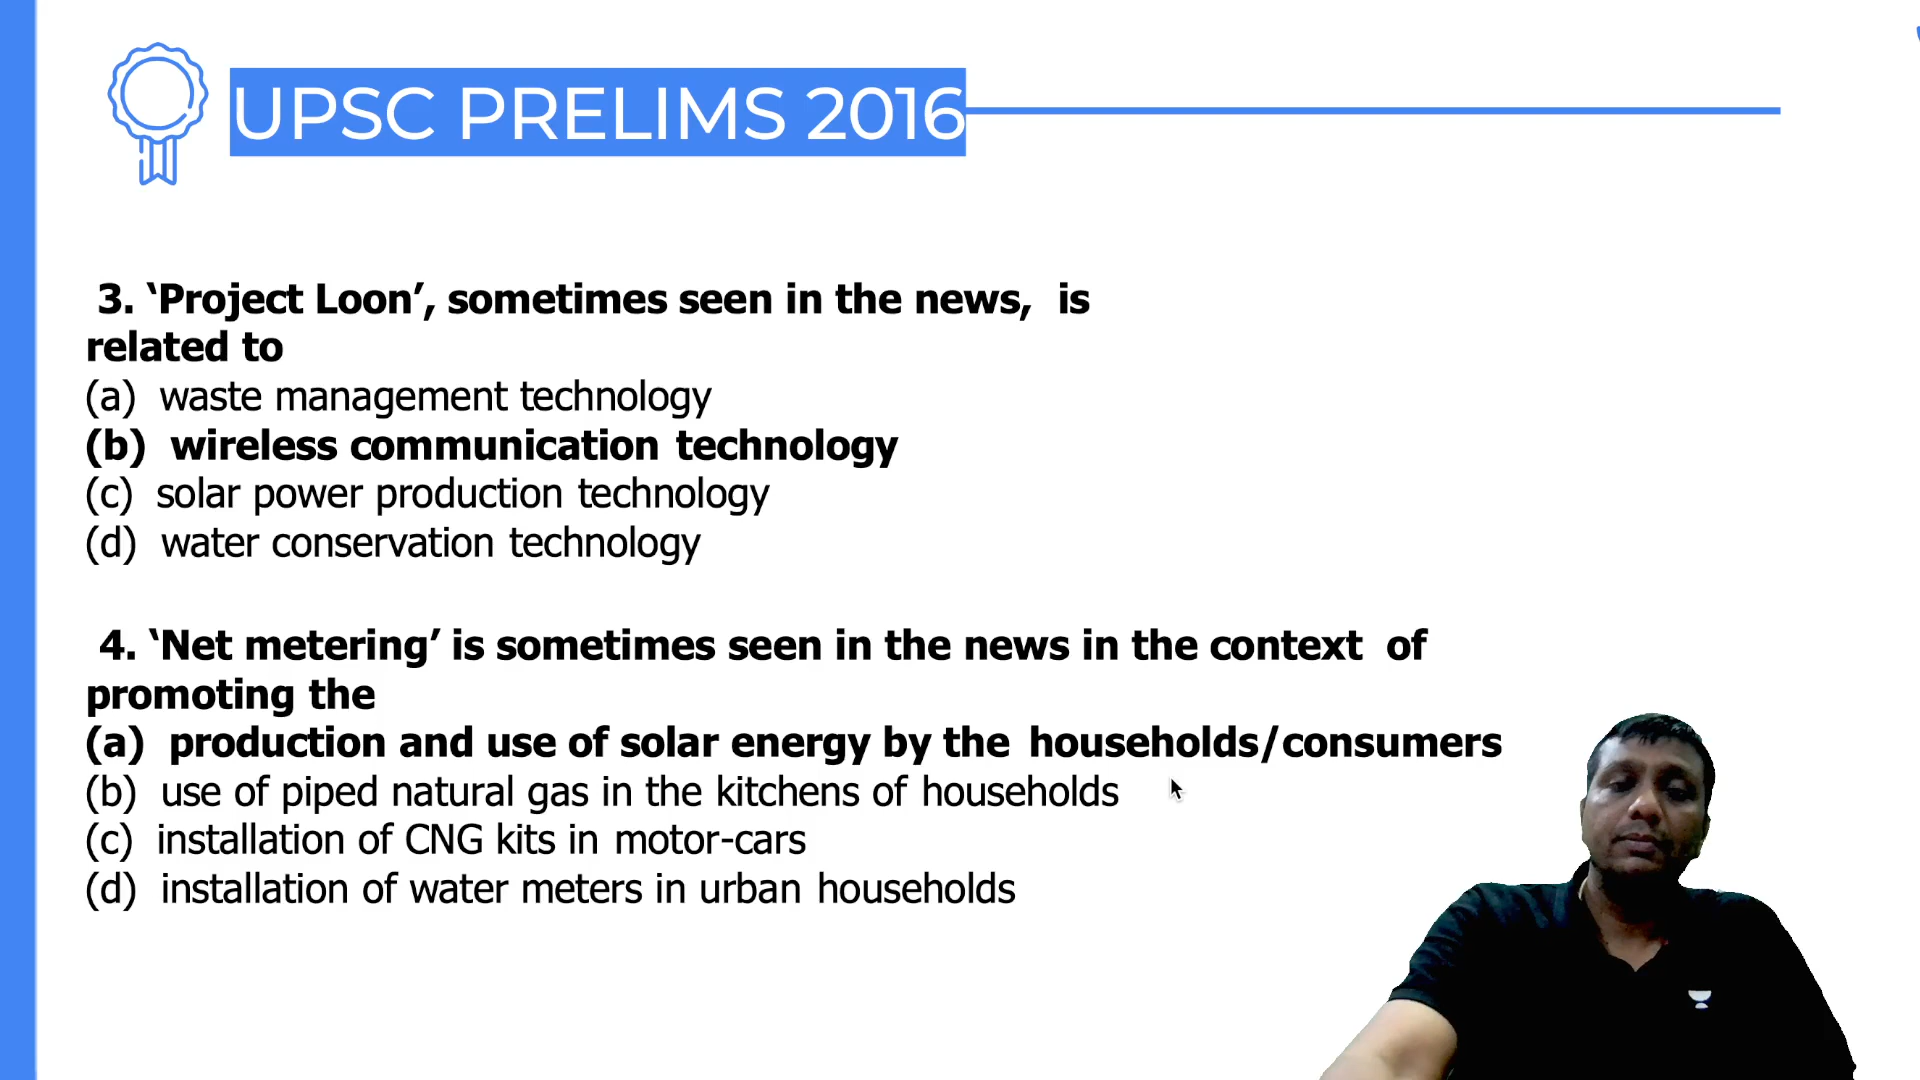 UPSC PRELIMS 2016
3. ‘Project Loon’, sometimes seen in the news, is
related to
(a) waste management technology
(b) wireless communication technology
(c) solar power production technology
(d) water conservation technology
4. ‘Net metering’ is sometimes seen in the news in the context of
promoting the
(a) production and use of solar energy by the households/consumers
(b) use of piped natural gas in the kitchens of households
(c) installation of CNG kits in motor-cars
(d) installation of water meters in urban households